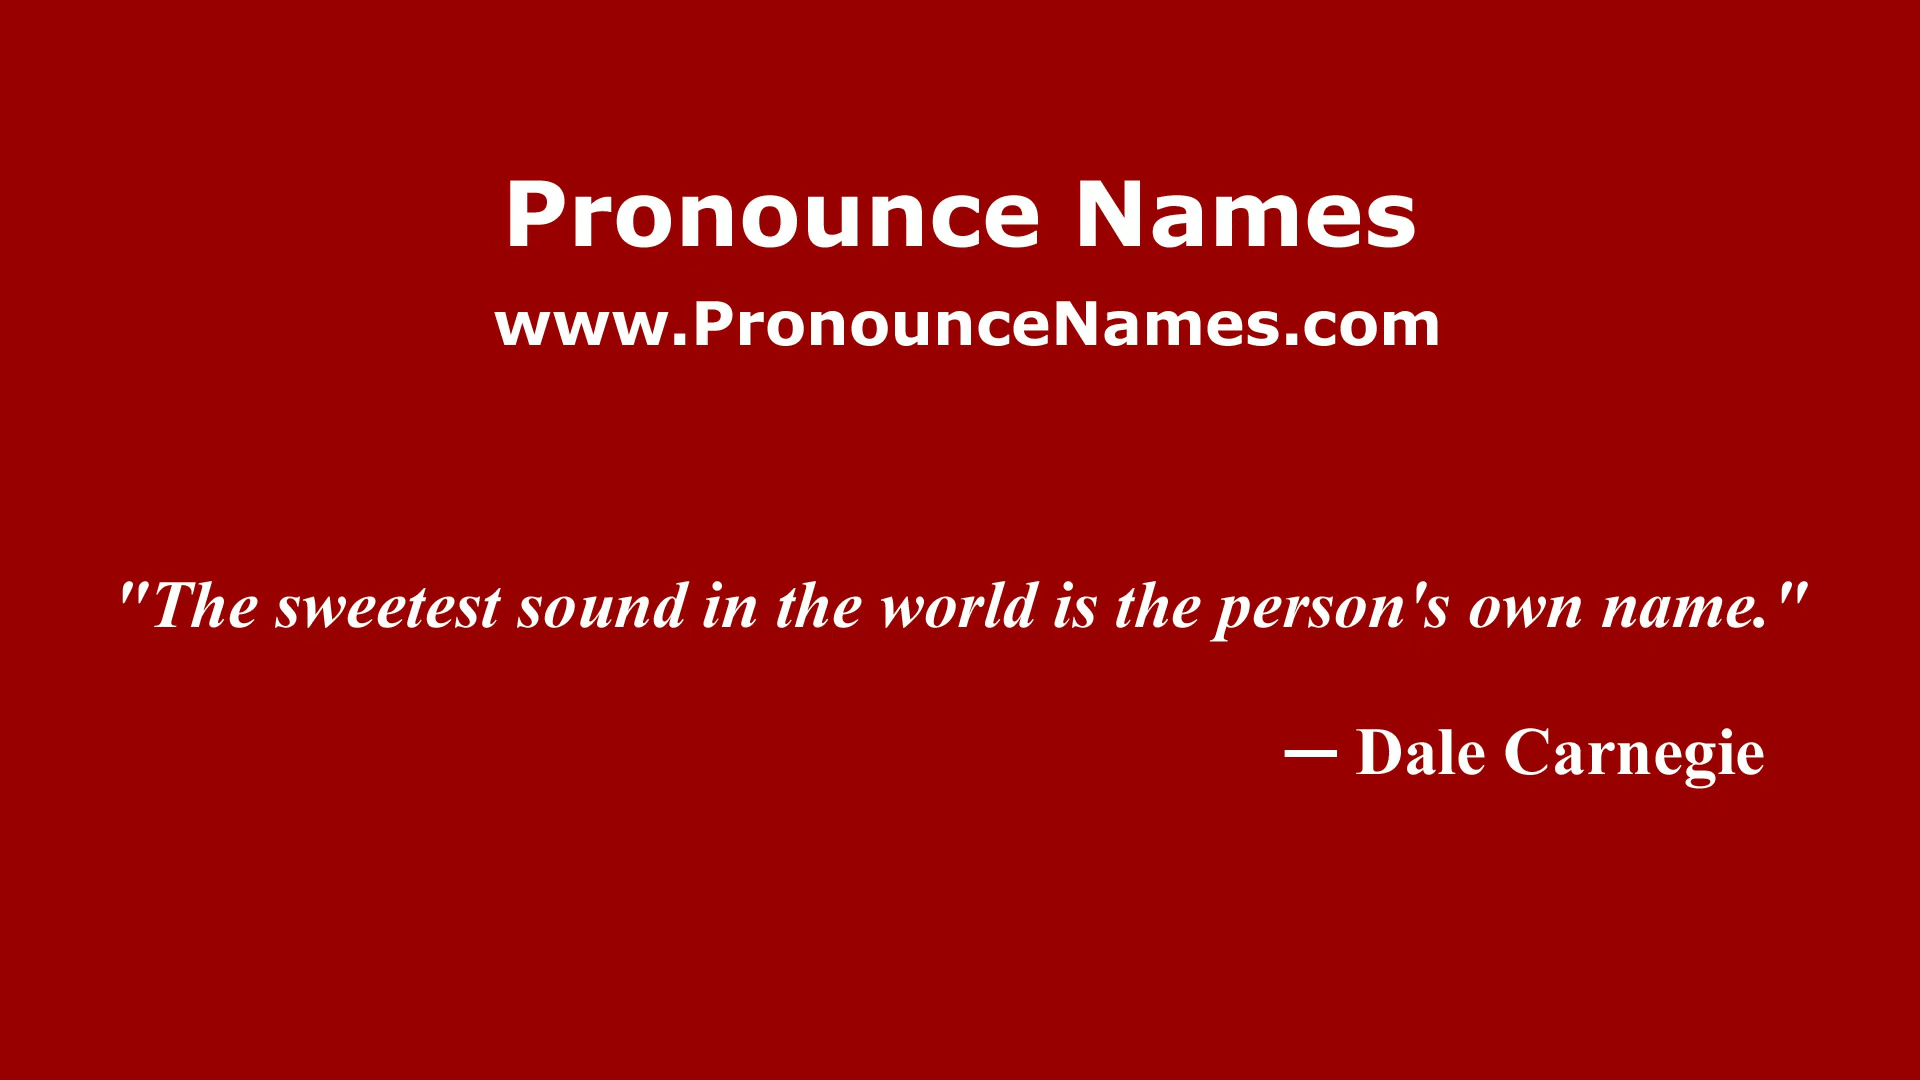 Pronounce Names
www.PronounceNames.com
"The sweetest sound in the world is the person's own name."
— Dale Carnegie